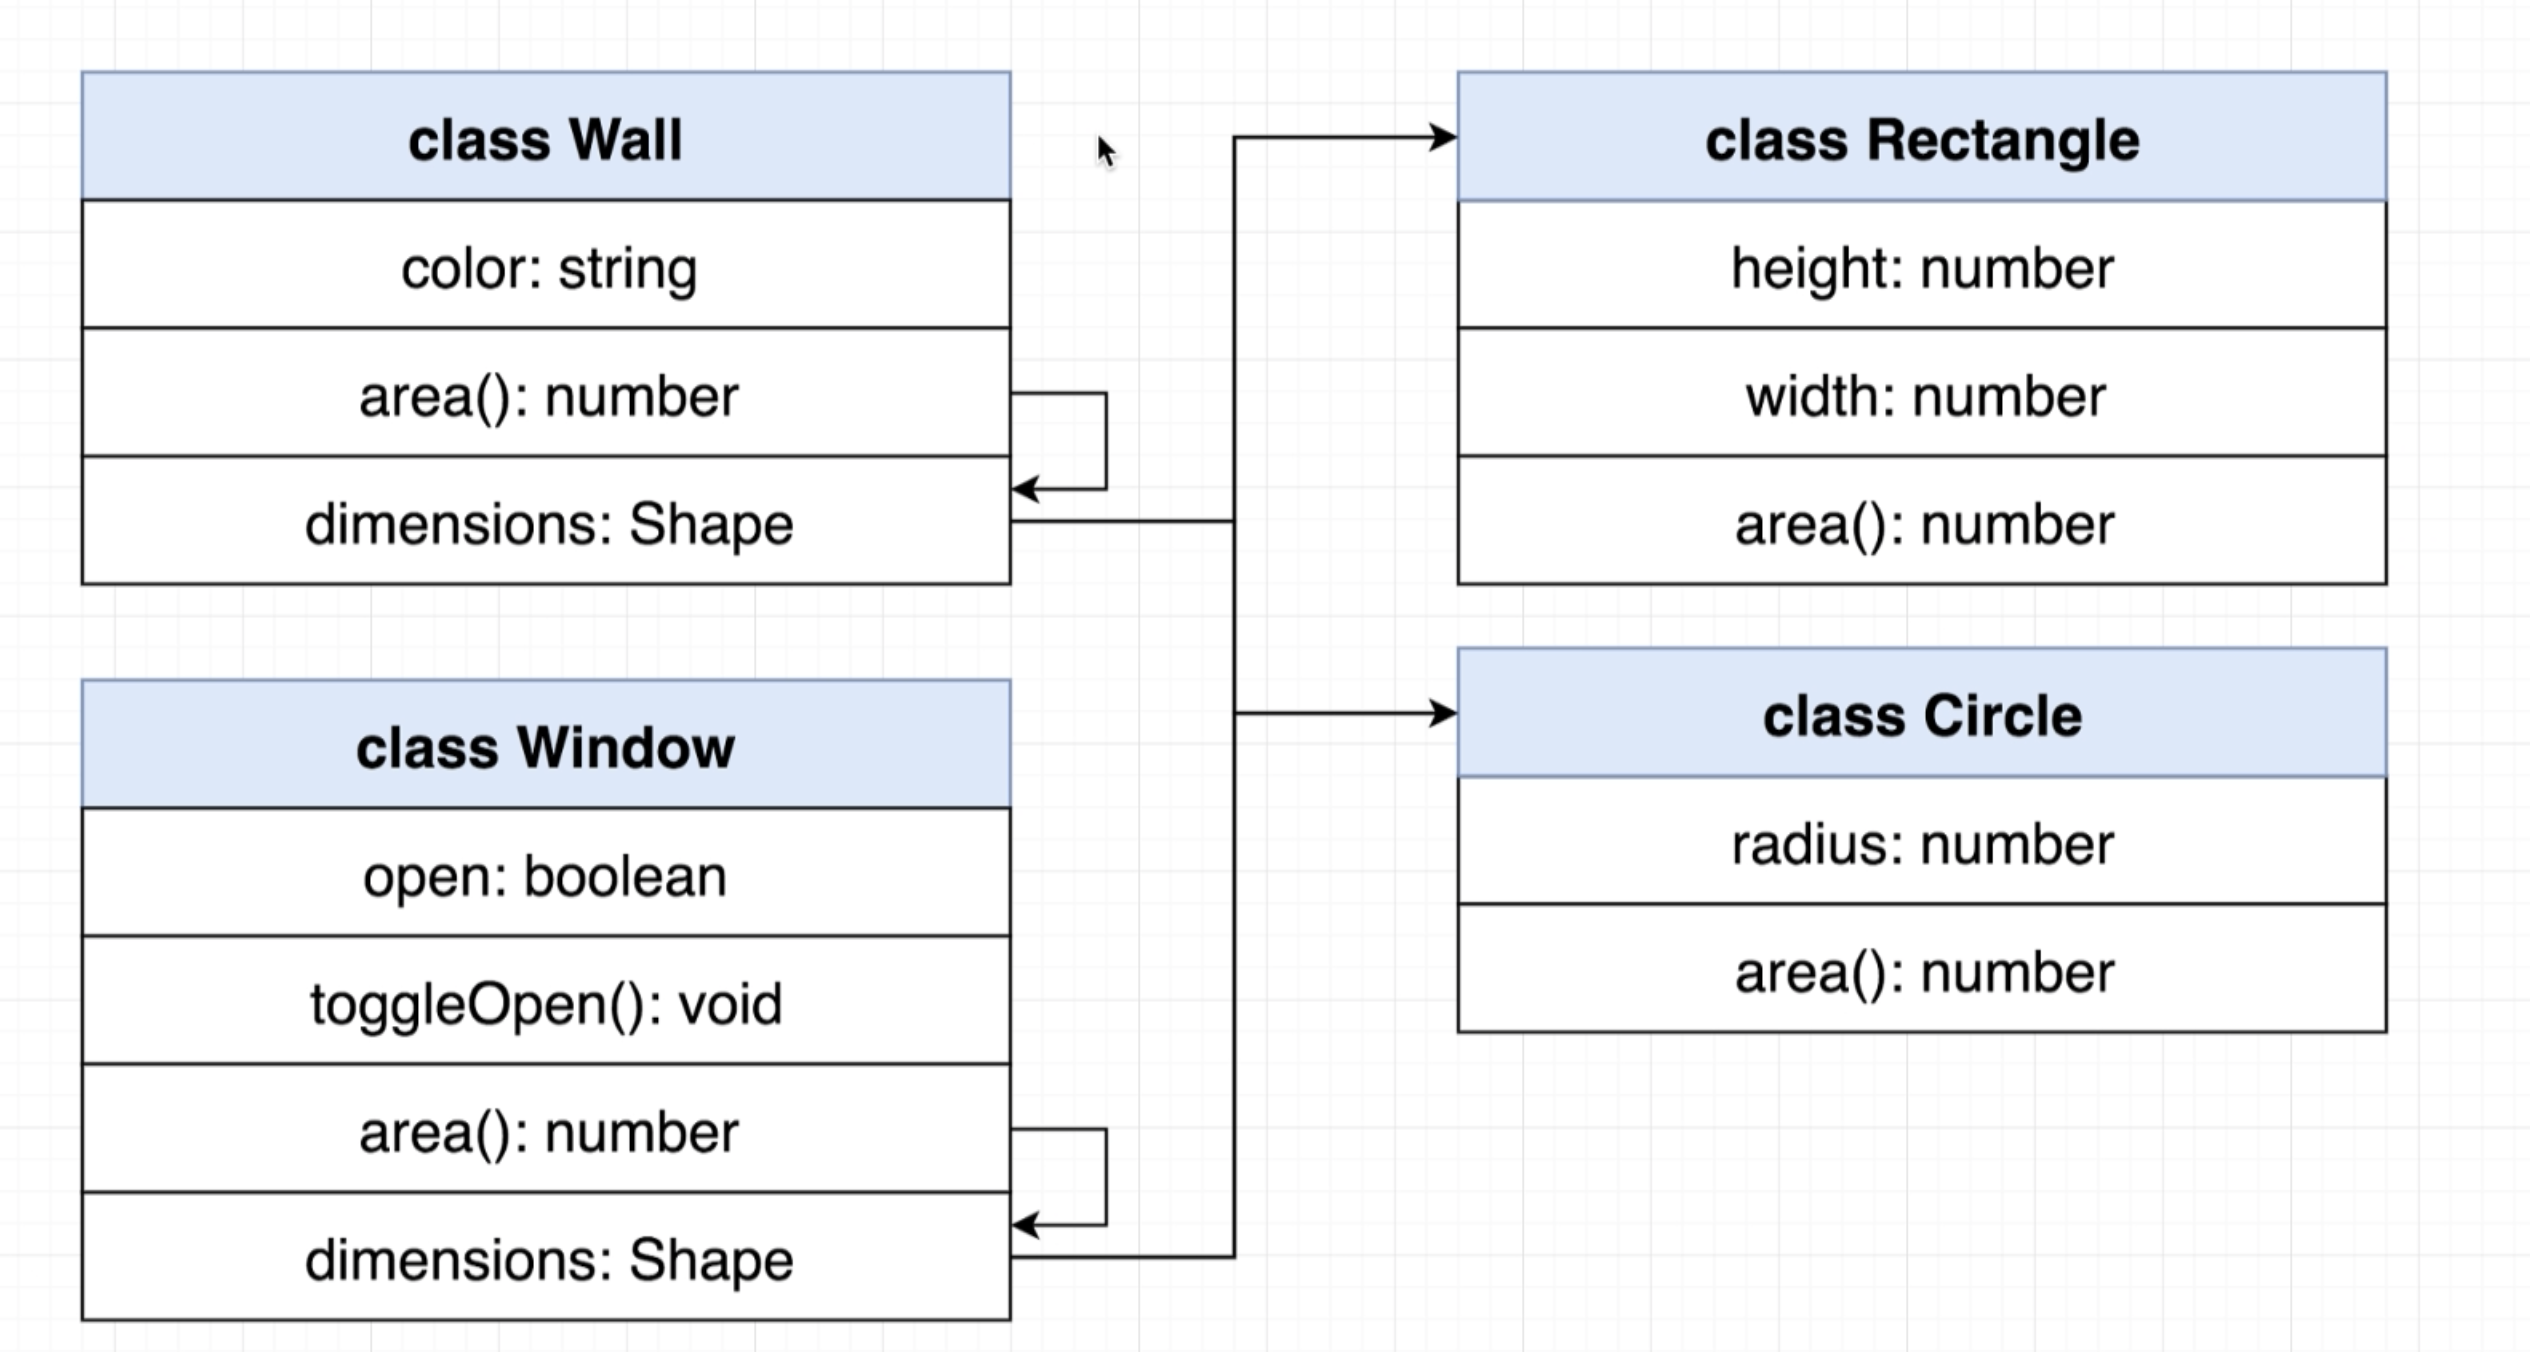 class Wall
color: string
area(): number
dimensions: Shape
class Window
open: boolean
toggleOpen(): void
area(): number
dimensions: Shape
class Rectangle
height: number
width: number
area(): number
class Circle
radius: number
area(): number